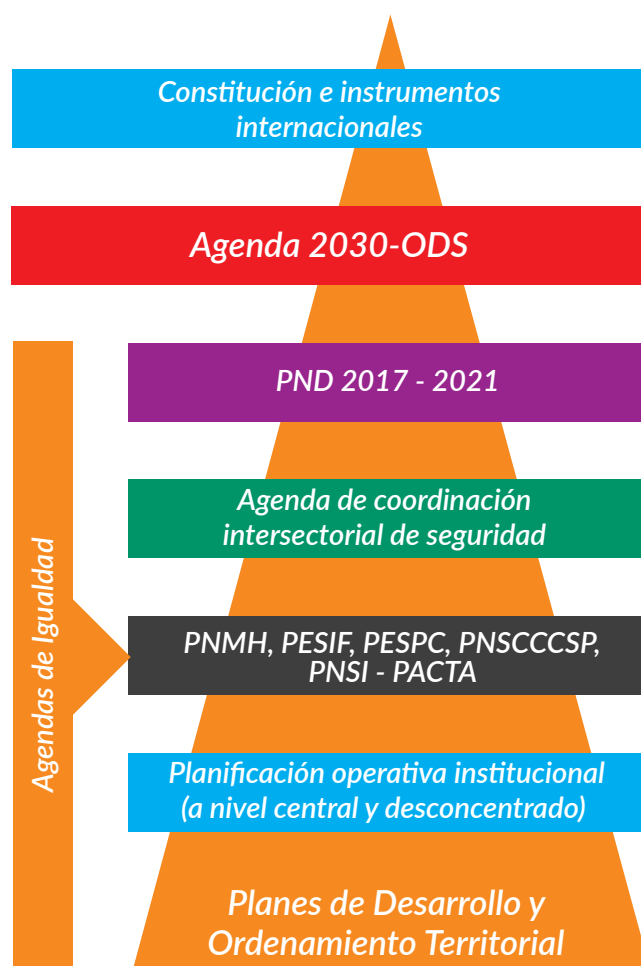 Constitución e instrumentos
internacionales
Agenda 2030-ODS
PND 2017 - 2021
Agenda de coordinación
intersectorial de seguridad
Agendas de Igualdad
PNMH, PESIF, PESPC, PNSCCCSP,
PNSI - PACTA
Planificación operativa institucional
(a nivel central y desconcentrado)
Planes de Desarrollo y
Ordenamiento Territorial